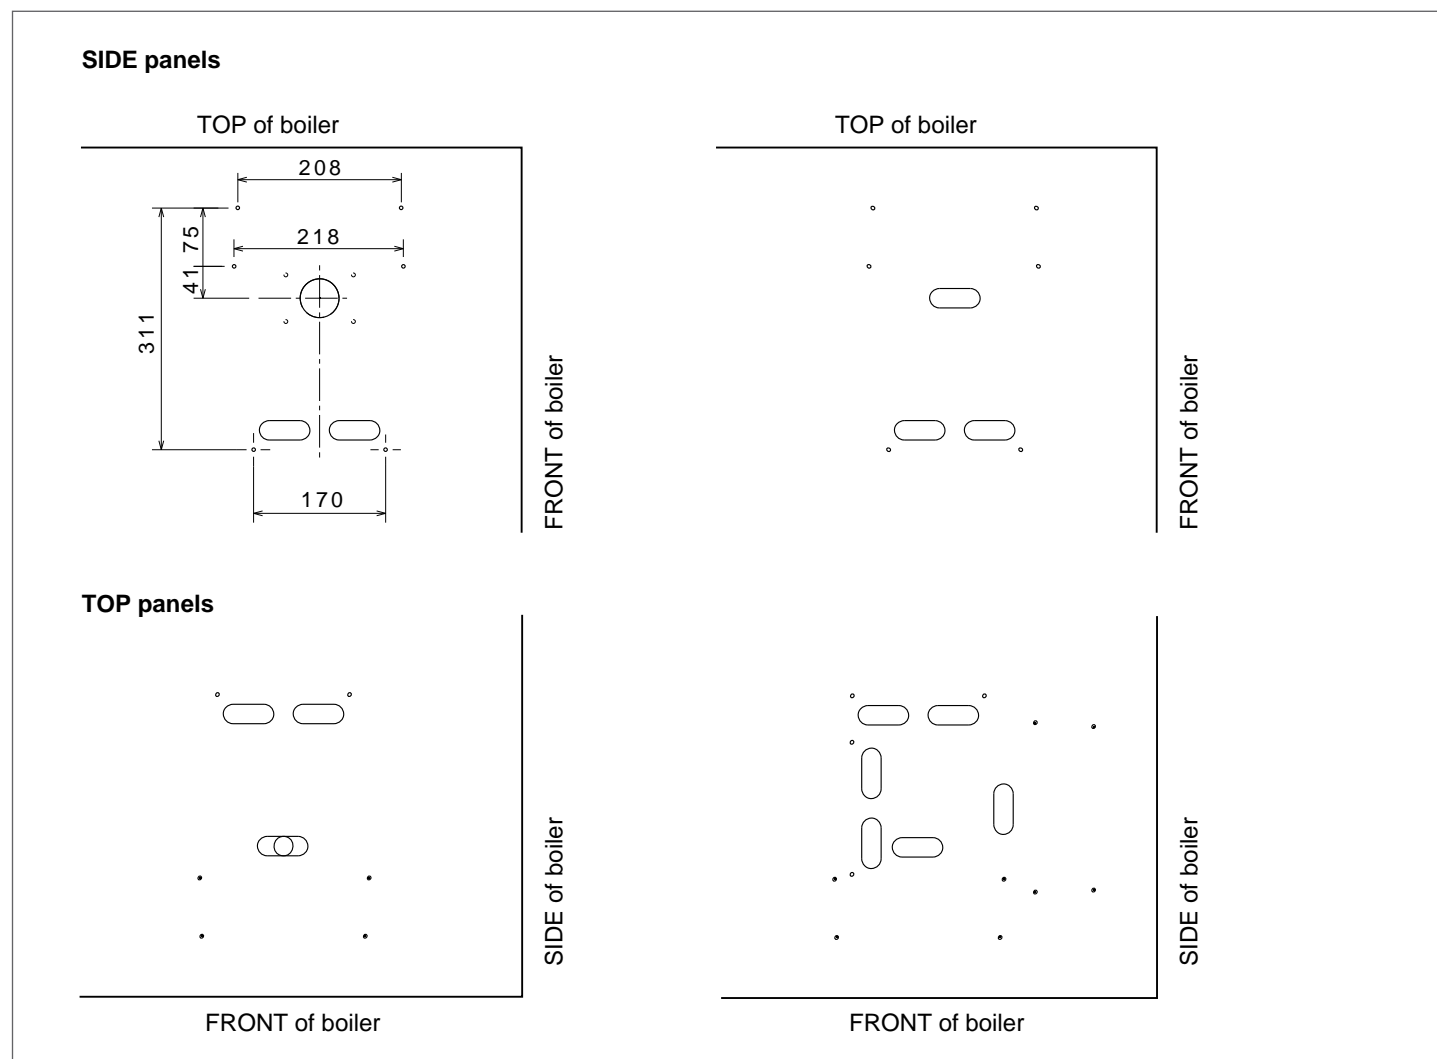 SIDE panels
TOP of boiler
TOP of boiler
208
75
218
41
311
170
FRONT of boiler
FRONT of boiler
TOP panels
SIDE of boiler
SIDE of boiler
FRONT of boiler
FRONT of boiler